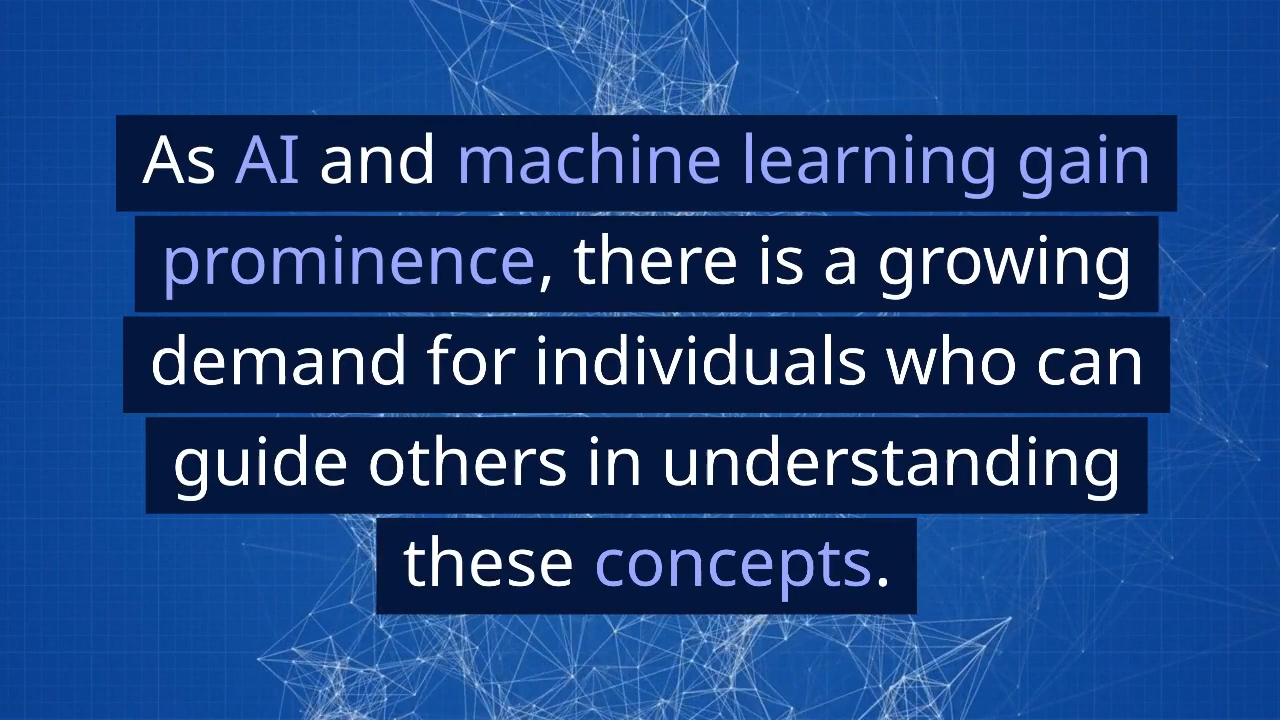 As AI and machine learning gain
prominence, there is a growing
demand for individuals who can
guide others in understanding
these concepts.